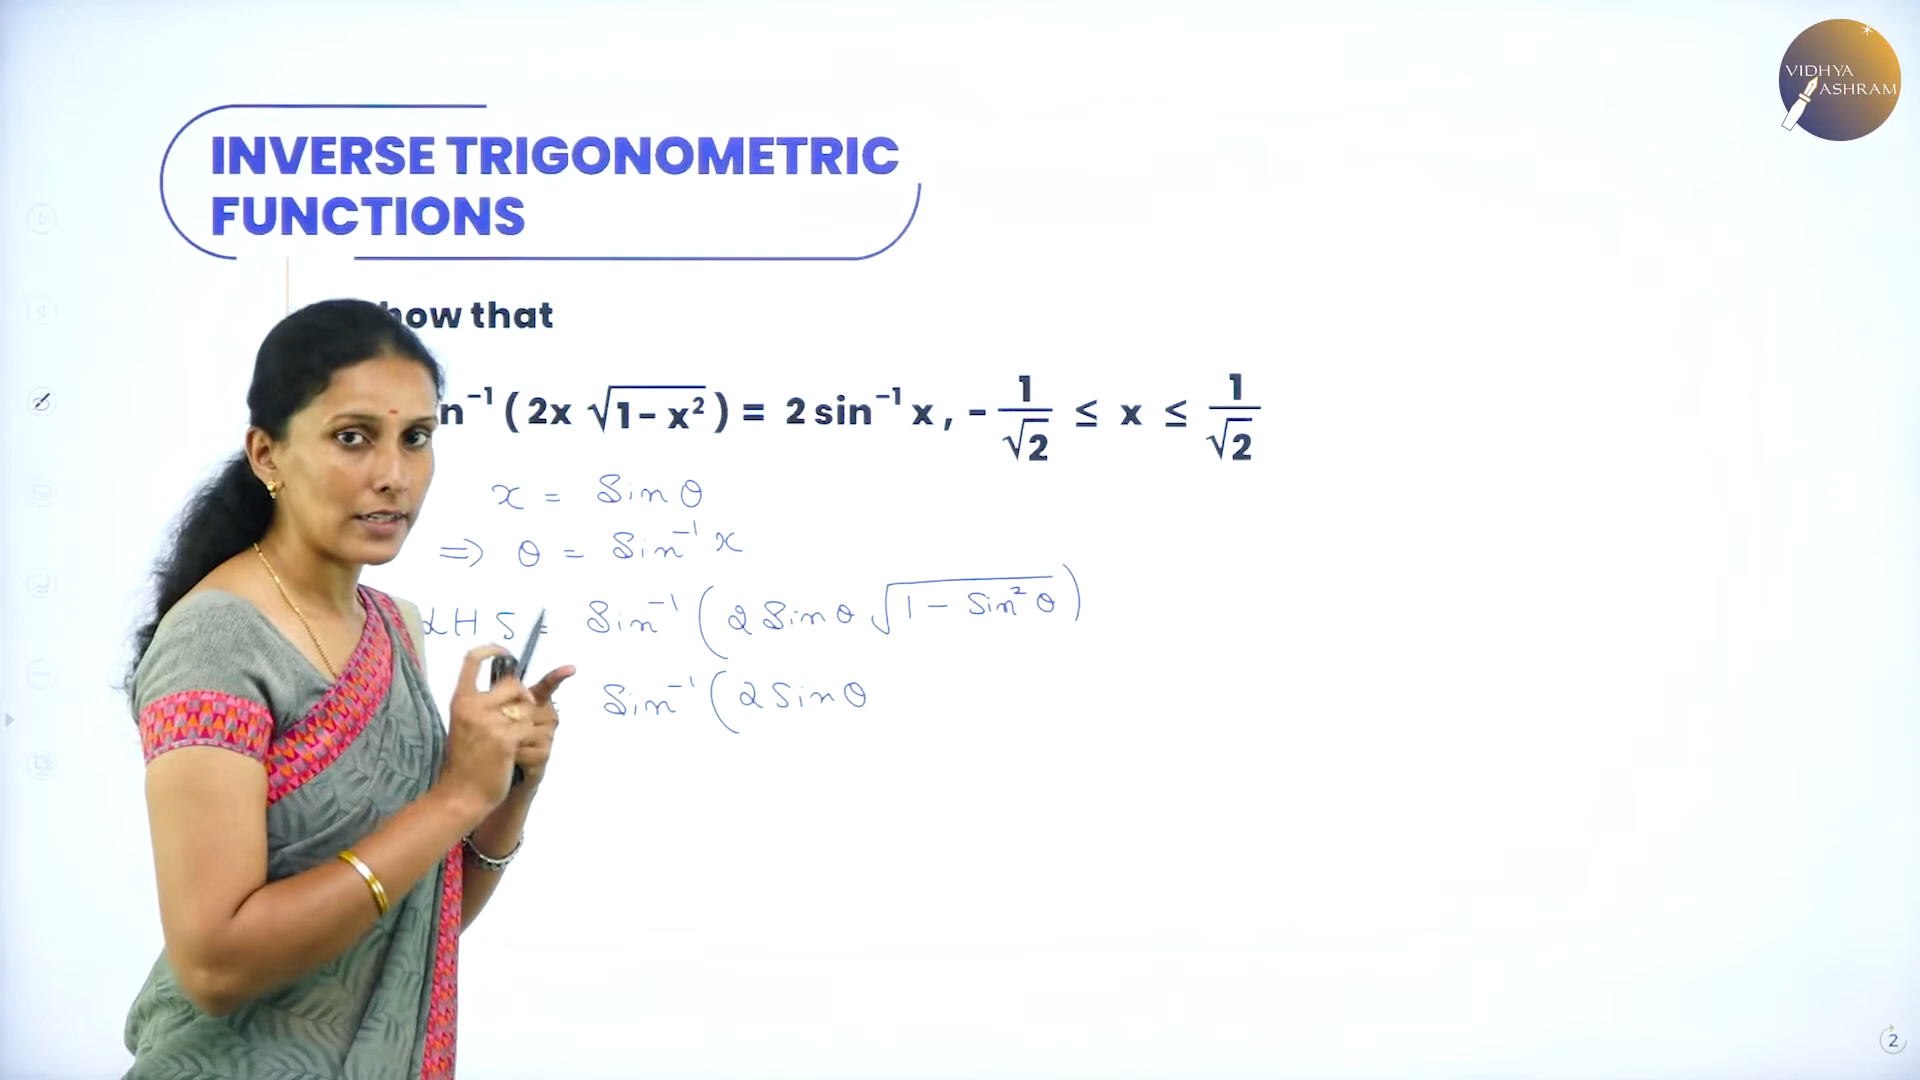 VIDHYA
ASHRAM
INVERSE TRIGONOMETRIC
FUNCTIONS
how that
n⁻¹ ( 2x √1- x² ) = 2 sin⁻¹ x , - 1/√2 ≤ x ≤ 1/√2
x = Sin θ
⇒ θ = Sin⁻¹ x
LHS = Sin⁻¹ ( 2 Sin θ √1 - Sin² θ )
= Sin⁻¹ ( 2 Sin θ
2